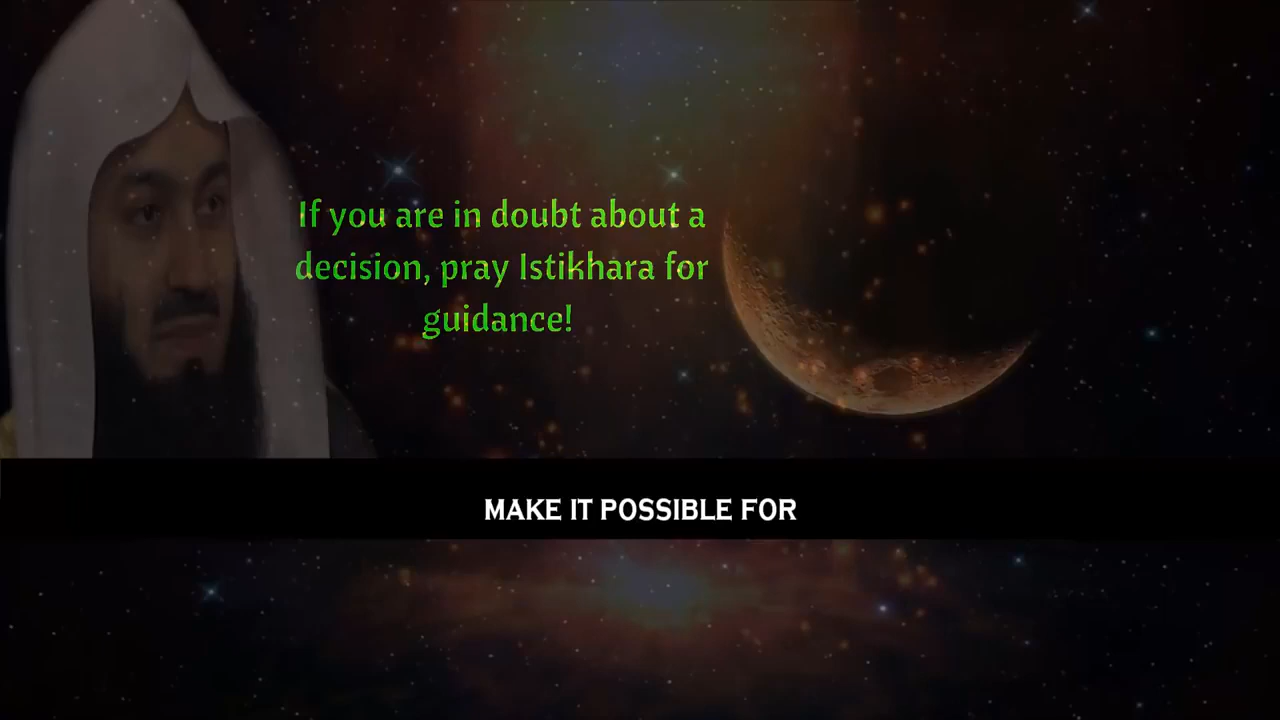 If you are in doubt about a
decision, pray Istikhara for
guidance!
MAKE IT POSSIBLE FOR